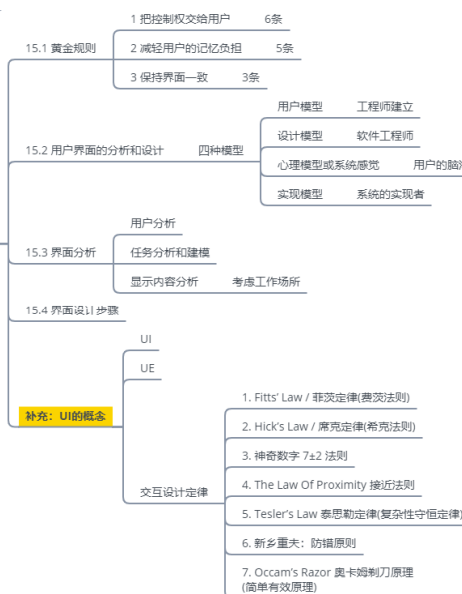 15.1 黄金规则
1 把控制权交给用户 6条
2 减轻用户的记忆负担 5条
3 保持界面一致 3条
15.2 用户界面的分析和设计
四种模型
用户模型 工程师建立
设计模型 软件工程师
心理模型或系统感觉 用户的脑
实现模型 系统的实现者
15.3 界面分析
用户分析
任务分析和建模
显示内容分析 考虑工作场所
15.4 界面设计步骤
补充：UI的概念
UI
UE
交互设计定律
1. Fitts’ Law / 菲茨定律(费茨法则)
2. Hick’s Law / 席克定律(希克法则)
3. 神奇数字 7±2 法则
4. The Law Of Proximity 接近法则
5. Tesler’s Law 泰思勒定律(复杂性守恒定律)
6. 新乡重夫：防错原则
7. Occam’s Razor 奥卡姆剃刀原理
(简单有效原理)